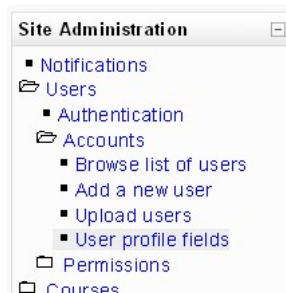 Site Administration
Notifications
Users
Authentication
Accounts
Browse list of users
Add a new user
Upload users
User profile fields
Permissions
Courses